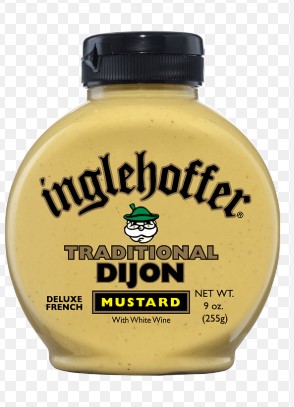 inglehoffer®
TRADITIONAL
DIJON
DELUXE
FRENCH
MUSTARD
NET WT.
9 oz.
(255g)
With White Wine